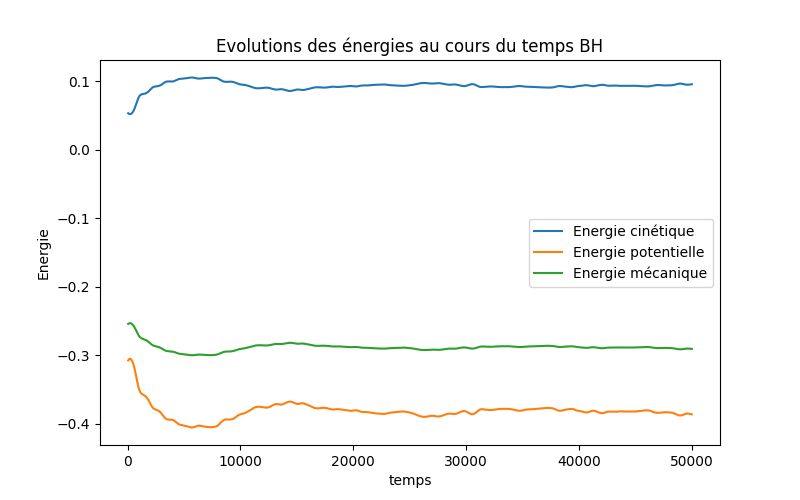 Evolutions des énergies au cours du temps BH
Energie
0.1
0.0
−0.1
−0.2
−0.3
−0.4
Energie cinétique
Energie potentielle
Energie mécanique
0 10000 20000 30000 40000 50000
temps